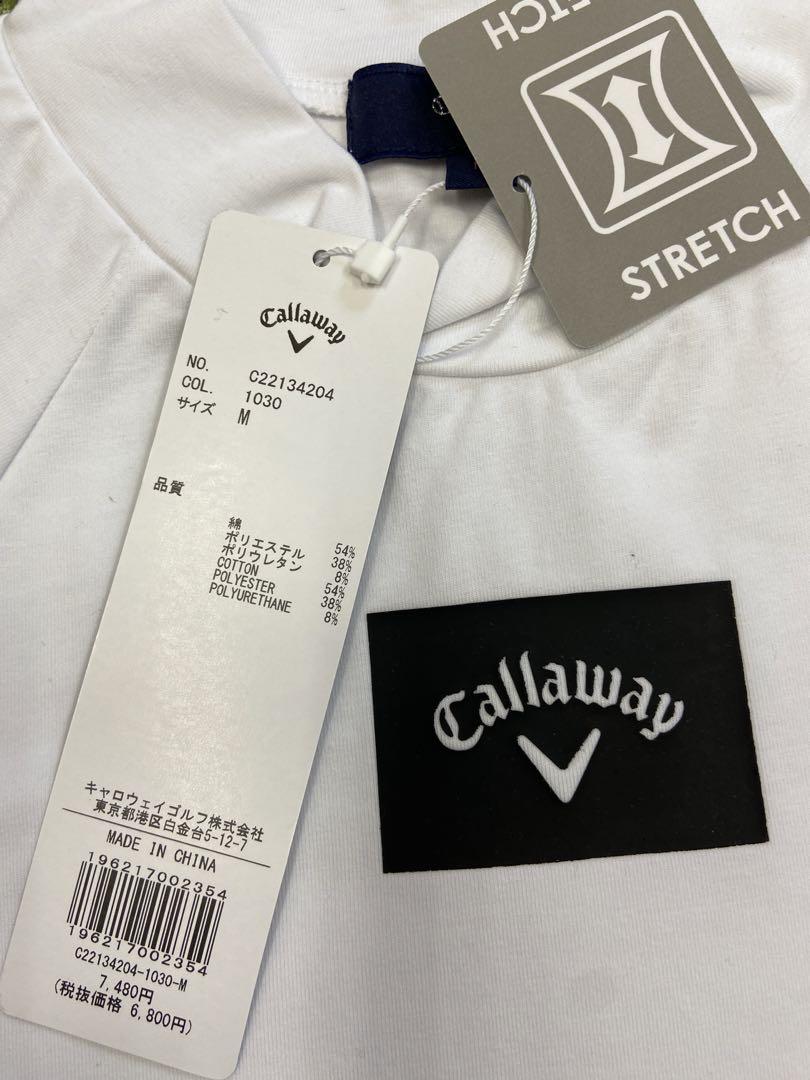 ETCH
STRETCH
Callaway
NO. C22134204
COL. 1030
サイズ M
品質
綿 54%
ポリエステル 38%
ポリウレタン 8%
COTTON 54%
POLYESTER 38%
POLYURETHANE 8%
キャロウェイゴルフ株式会社
東京都港区白金台5-12-7
MADE IN CHINA
196217002354
196217002354
C22134204-1030-M
7,480円
(税抜価格 6,800円)
Callaway